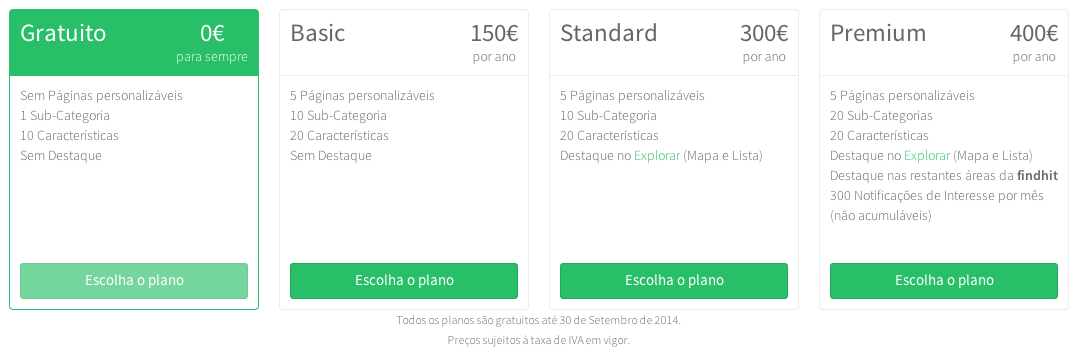 Gratuito 0€
para sempre
Sem Páginas personalizáveis
1 Sub-Categoria
10 Características
Sem Destaque
Escolha o plano
Basic 150€
por ano
5 Páginas personalizáveis
10 Sub-Categoria
20 Características
Sem Destaque
Escolha o plano
Standard 300€
por ano
5 Páginas personalizáveis
10 Sub-Categoria
20 Características
Destaque no Explorar (Mapa e Lista)
Escolha o plano
Premium 400€
por ano
5 Páginas personalizáveis
20 Sub-Categorias
20 Características
Destaque no Explorar (Mapa e Lista)
Destaque nas restantes áreas da findhit
300 Notificações de Interesse por mês
(não acumuláveis)
Escolha o plano
Todos os planos são gratuitos até 30 de Setembro de 2014.
Preços sujeitos à taxa de IVA em vigor.